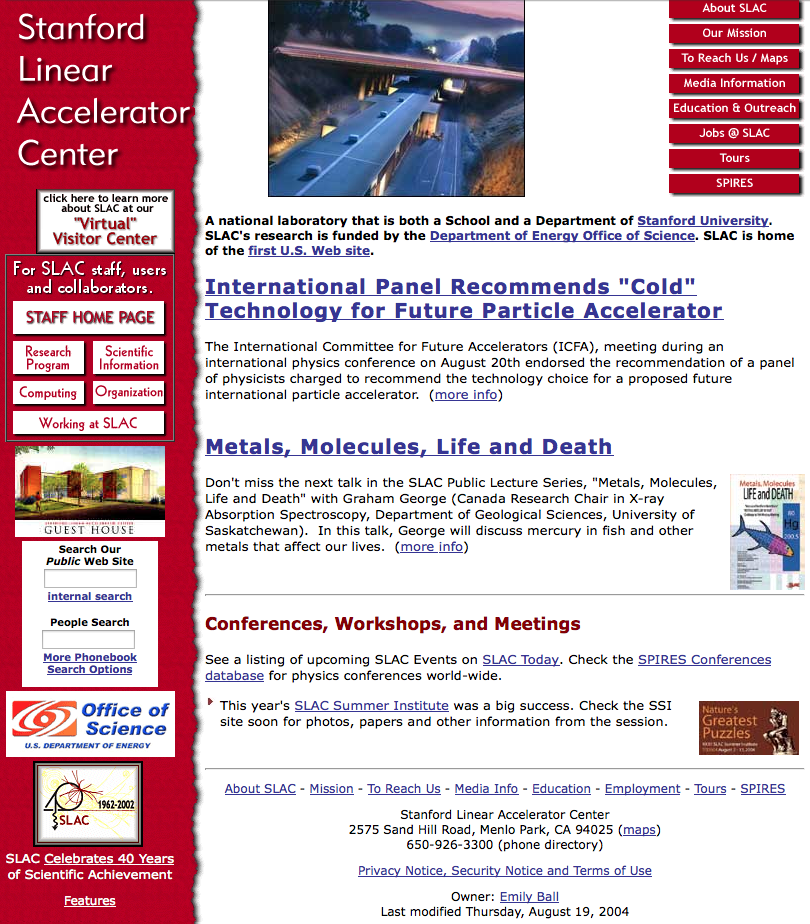 Stanford
Linear
Accelerator
Center
click here to learn more
about SLAC at our
"Virtual"
Visitor Center
For SLAC staff, users
and collaborators.
STAFF HOME PAGE
Research
Program
Scientific
Information
Computing
Organization
Working at SLAC
STANFORD LINEAR ACCELERATOR CENTER
GUEST HOUSE
Search Our
Public Web Site
internal search
People Search
More Phonebook
Search Options
Office of
Science
U.S. DEPARTMENT OF ENERGY
40
1962-2002
SLAC
SLAC Celebrates 40 Years
of Scientific Achievement
Features
About SLAC
Our Mission
To Reach Us / Maps
Media Information
Education & Outreach
Jobs @ SLAC
Tours
SPIRES
A national laboratory that is both a School and a Department of Stanford University.
SLAC's research is funded by the Department of Energy Office of Science. SLAC is home
of the first U.S. Web site.
International Panel Recommends "Cold"
Technology for Future Particle Accelerator
The International Committee for Future Accelerators (ICFA), meeting during an
international physics conference on August 20th endorsed the recommendation of a panel
of physicists charged to recommend the technology choice for a proposed future
international particle accelerator. (more info)
Metals, Molecules, Life and Death
Don't miss the next talk in the SLAC Public Lecture Series, "Metals, Molecules,
Life and Death" with Graham George (Canada Research Chair in X-ray
Absorption Spectroscopy, Department of Geological Sciences, University of
Saskatchewan). In this talk, George will discuss mercury in fish and other
metals that affect our lives. (more info)
Metals, Molecules
LIFE and DEATH
80
Hg
200.5
Conferences, Workshops, and Meetings
See a listing of upcoming SLAC Events on SLAC Today. Check the SPIRES Conferences
database for physics conferences world-wide.
This year's SLAC Summer Institute was a big success. Check the SSI
site soon for photos, papers and other information from the session.
Nature's
Greatest
Puzzles
About SLAC - Mission - To Reach Us - Media Info - Education - Employment - Tours - SPIRES
Stanford Linear Accelerator Center
2575 Sand Hill Road, Menlo Park, CA 94025 (maps)
650-926-3300 (phone directory)
Privacy Notice, Security Notice and Terms of Use
Owner: Emily Ball
Last modified Thursday, August 19, 2004